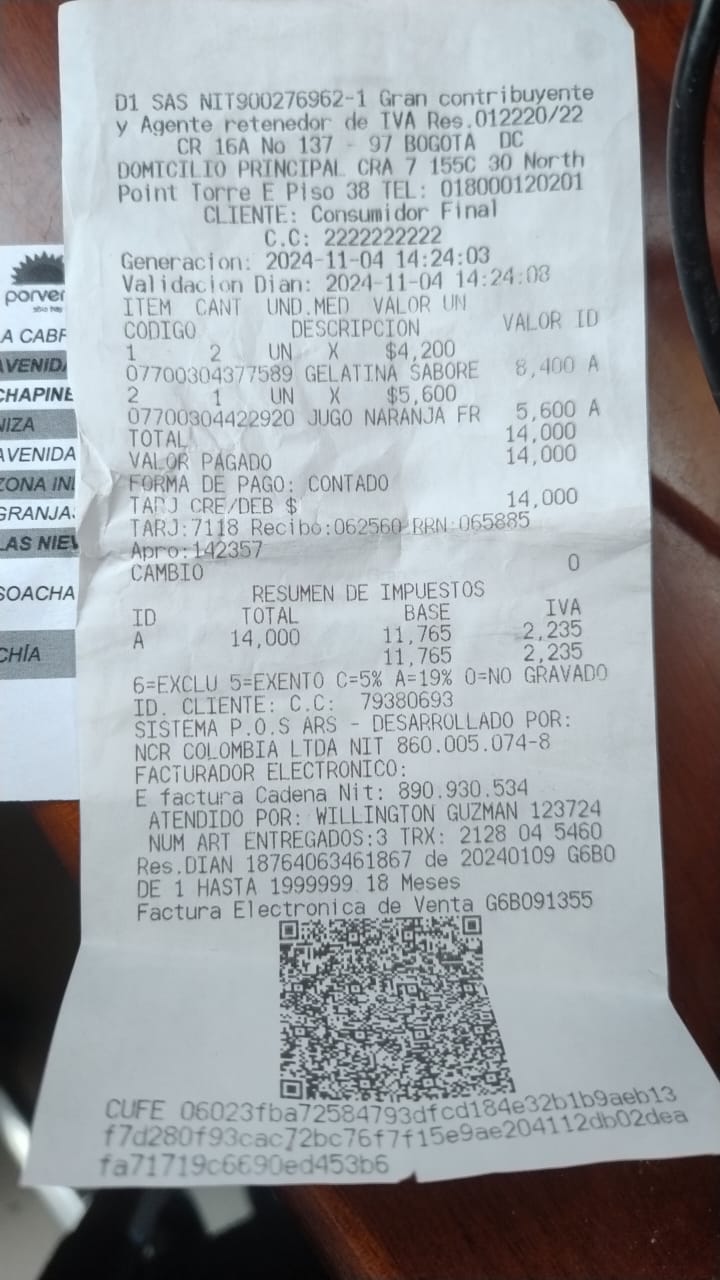 D1 SAS NIT900276962-1 Gran contribuyente
y Agente retenedor de IVA Res.012220/22
CR 16A No 137 - 97 BOGOTA DC
DOMICILIO PRINCIPAL CRA 7 155C 30 North
Point Torre E Piso 38 TEL: 018000120201
CLIENTE: Consumidor Final
C.C: 2222222222
Generacion: 2024-11-04 14:24:03
Validacion Dian: 2024-11-04 14:24:08
ITEM CANT UND.MED VALOR UN
CODIGO DESCRIPCION VALOR ID
1 2 UN X $4,200
07700304377589 GELATINA SABORE 8,400 A
2 1 UN X $5,600
07700304422920 JUGO NARANJA FR 5,600 A
TOTAL 14,000
VALOR PAGADO 14,000
FORMA DE PAGO: CONTADO
TARJ CRE/DEB $ 14,000
TARJ:7118 Recibo:062560 RRN:065885
Apro:142357
CAMBIO 0
RESUMEN DE IMPUESTOS
ID TOTAL BASE IVA
A 14,000 11,765 2,235
11,765 2,235
6=EXCLU 5=EXENTO C=5% A=19% O=NO GRAVADO
ID. CLIENTE: C.C: 79380693
SISTEMA P.O.S ARS - DESARROLLADO POR:
NCR COLOMBIA LTDA NIT 860.005.074-8
FACTURADOR ELECTRONICO:
E factura Cadena Nit: 890.930.534
ATENDIDO POR: WILLINGTON GUZMAN 123724
NUM ART ENTREGADOS:3 TRX: 2128 04 5460
Res.DIAN 18764063461867 de 20240109 G6BO
DE 1 HASTA 1999999 18 Meses
Factura Electronica de Venta G6BO91355
CUFE 06023fba72584793dfcd184e32b1b9aeb13
f7d280f93cac72bc76f7f15e9ae204112db02dea
fa71719c6690ed453b6
porver
A CABR
AVENIDA
CHAPINE
NIZA
AVENIDA
ZONA IN
GRANJA
LAS NIEV
SOACHA
CHÍA